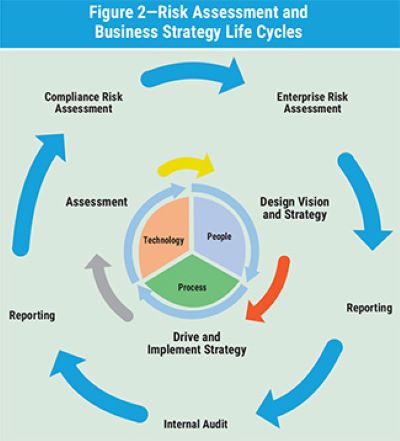 Figure 2—Risk Assessment and
Business Strategy Life Cycles
Compliance Risk
Assessment
Enterprise Risk
Assessment
Assessment
Design Vision
and Strategy
Technology
People
Process
Reporting
Reporting
Drive and
Implement Strategy
Internal Audit